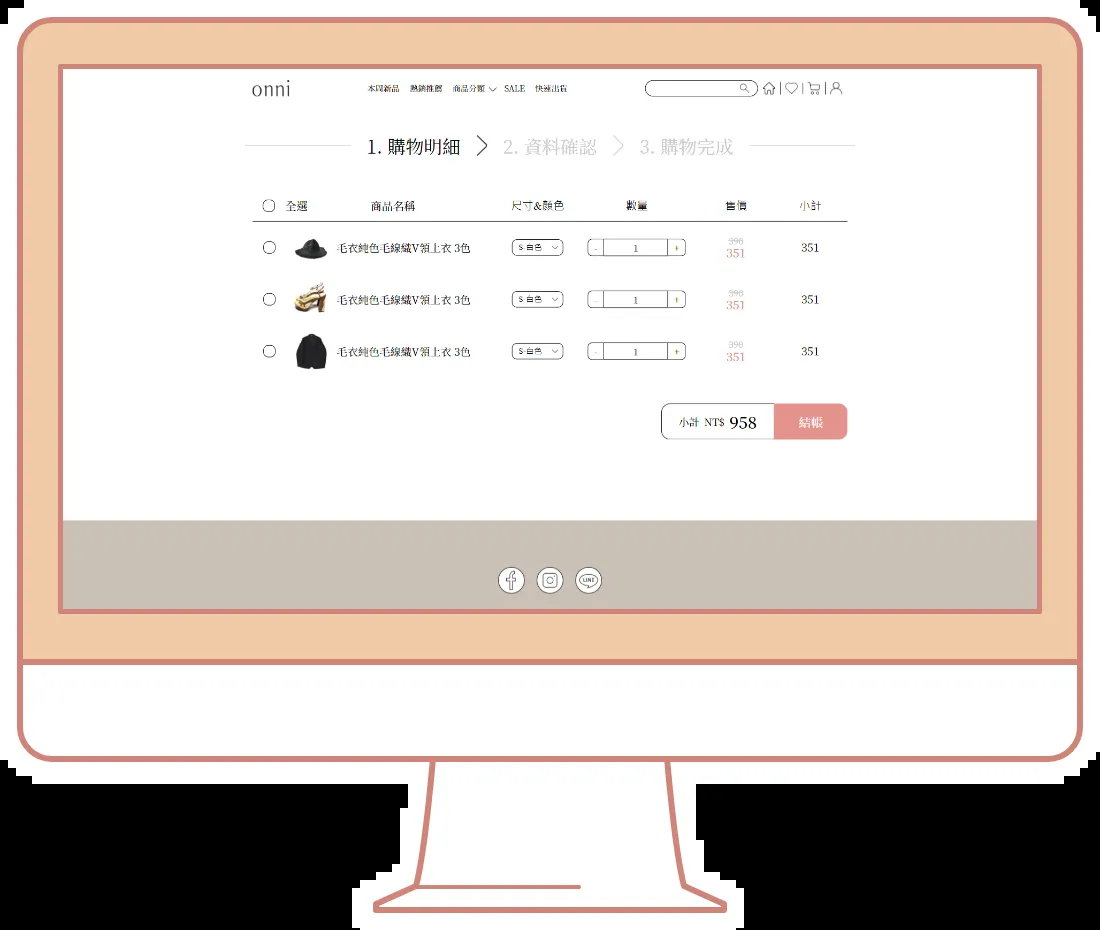 onni 本周新品 熱銷推薦 商品分類 SALE 快速出貨
1. 購物明細 2. 資料確認 3. 購物完成
全選 商品名稱 尺寸&顏色 數量 售價 小計
毛衣純色毛線織V領上衣 3色 S-白色 - 1 + 390 351 351
毛衣純色毛線織V領上衣 3色 S-白色 - 1 + 390 351 351
毛衣純色毛線織V領上衣 3色 S-白色 - 1 + 390 351 351
小計 NT$ 958 結帳
LINE